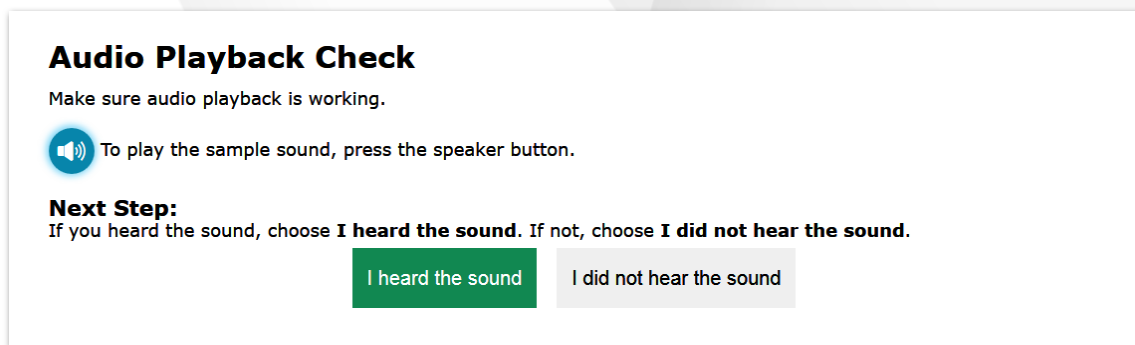 Audio Playback Check
Make sure audio playback is working.
To play the sample sound, press the speaker button.
Next Step:
If you heard the sound, choose I heard the sound. If not, choose I did not hear the sound.
I heard the sound
I did not hear the sound